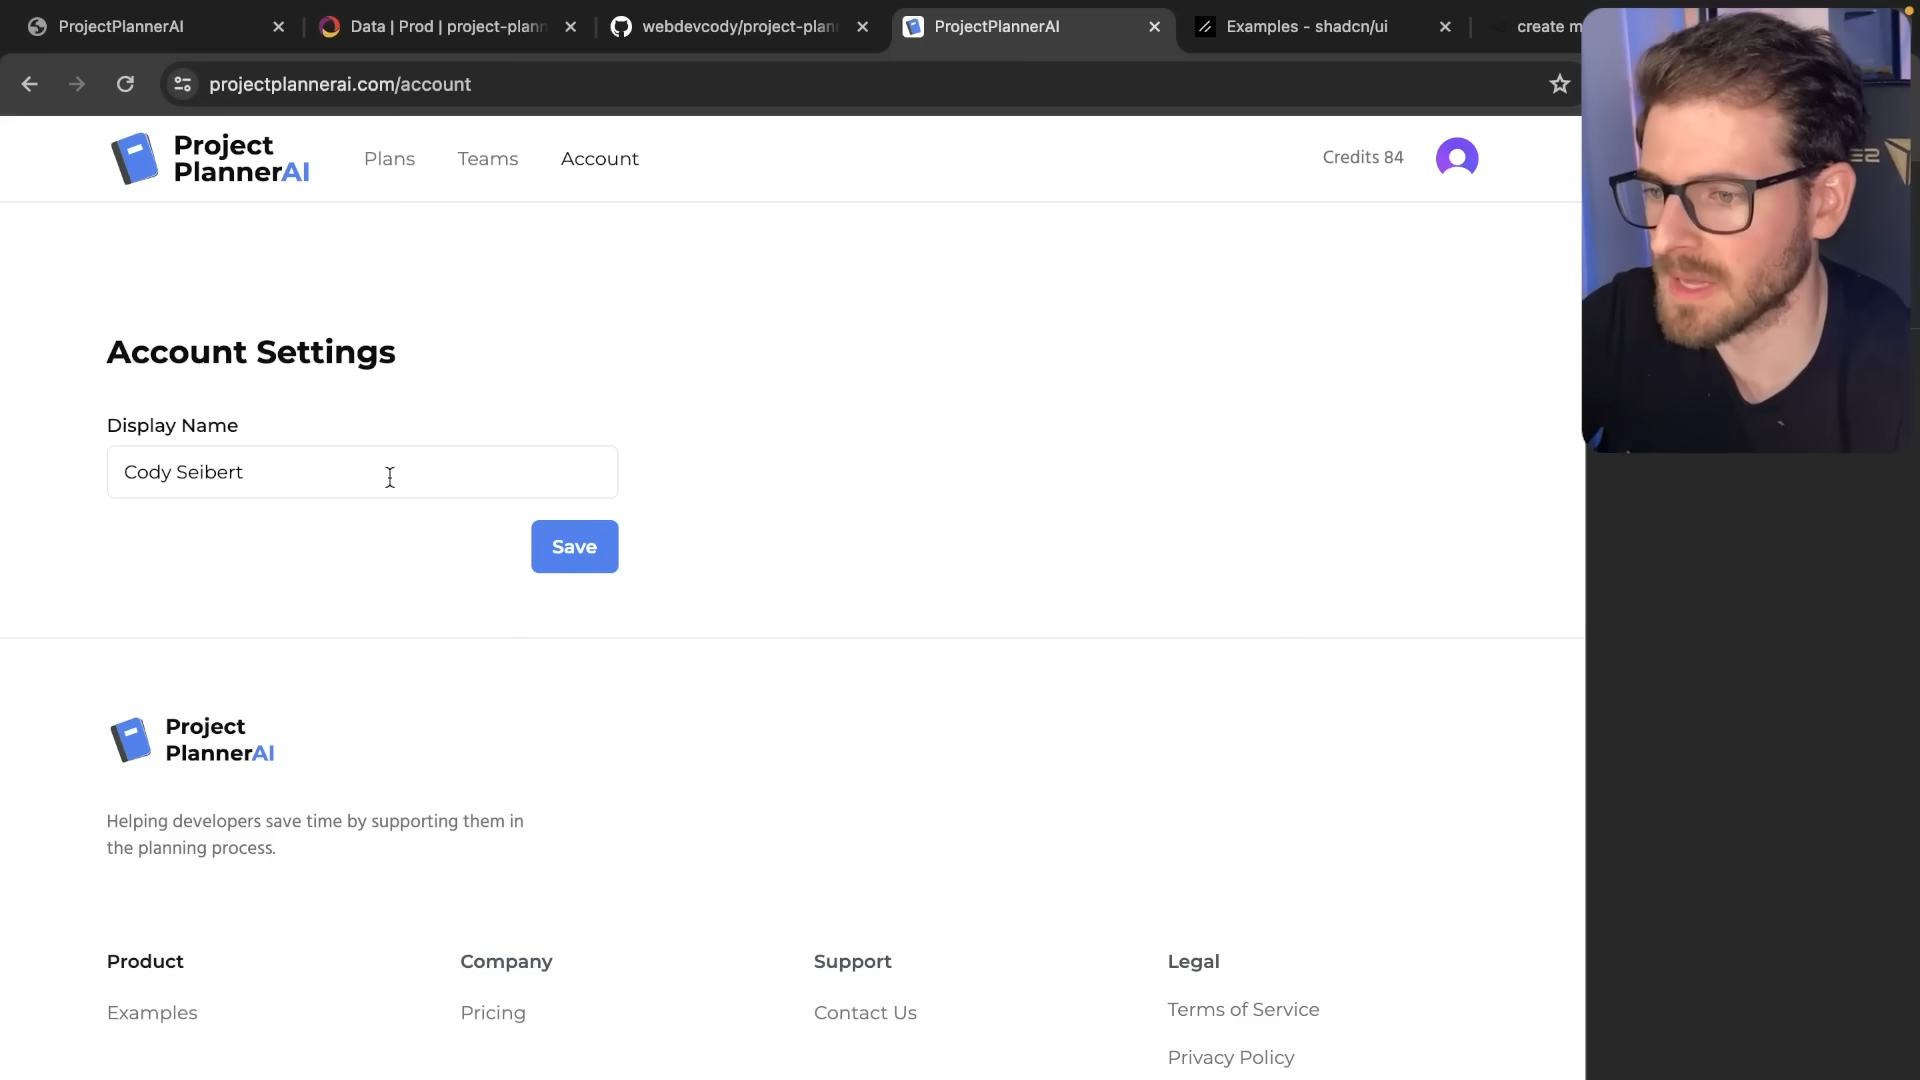 ProjectPlannerAI
Data | Prod | project-plann
webdevcody/project-plan
ProjectPlannerAI
Examples - shadcn/ui
create m
projectplannerai.com/account
Project
PlannerAI
Plans
Teams
Account
Credits 84
Account Settings
Display Name
Cody Seibert
Save
Project
PlannerAI
Helping developers save time by supporting them in
the planning process.
Product
Company
Support
Legal
Examples
Pricing
Contact Us
Terms of Service
Privacy Policy